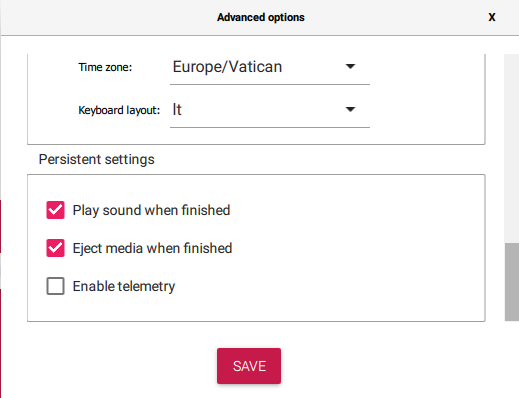 Advanced options X
Time zone: Europe/Vatican
Keyboard layout: lt
Persistent settings
Play sound when finished
Eject media when finished
Enable telemetry
SAVE